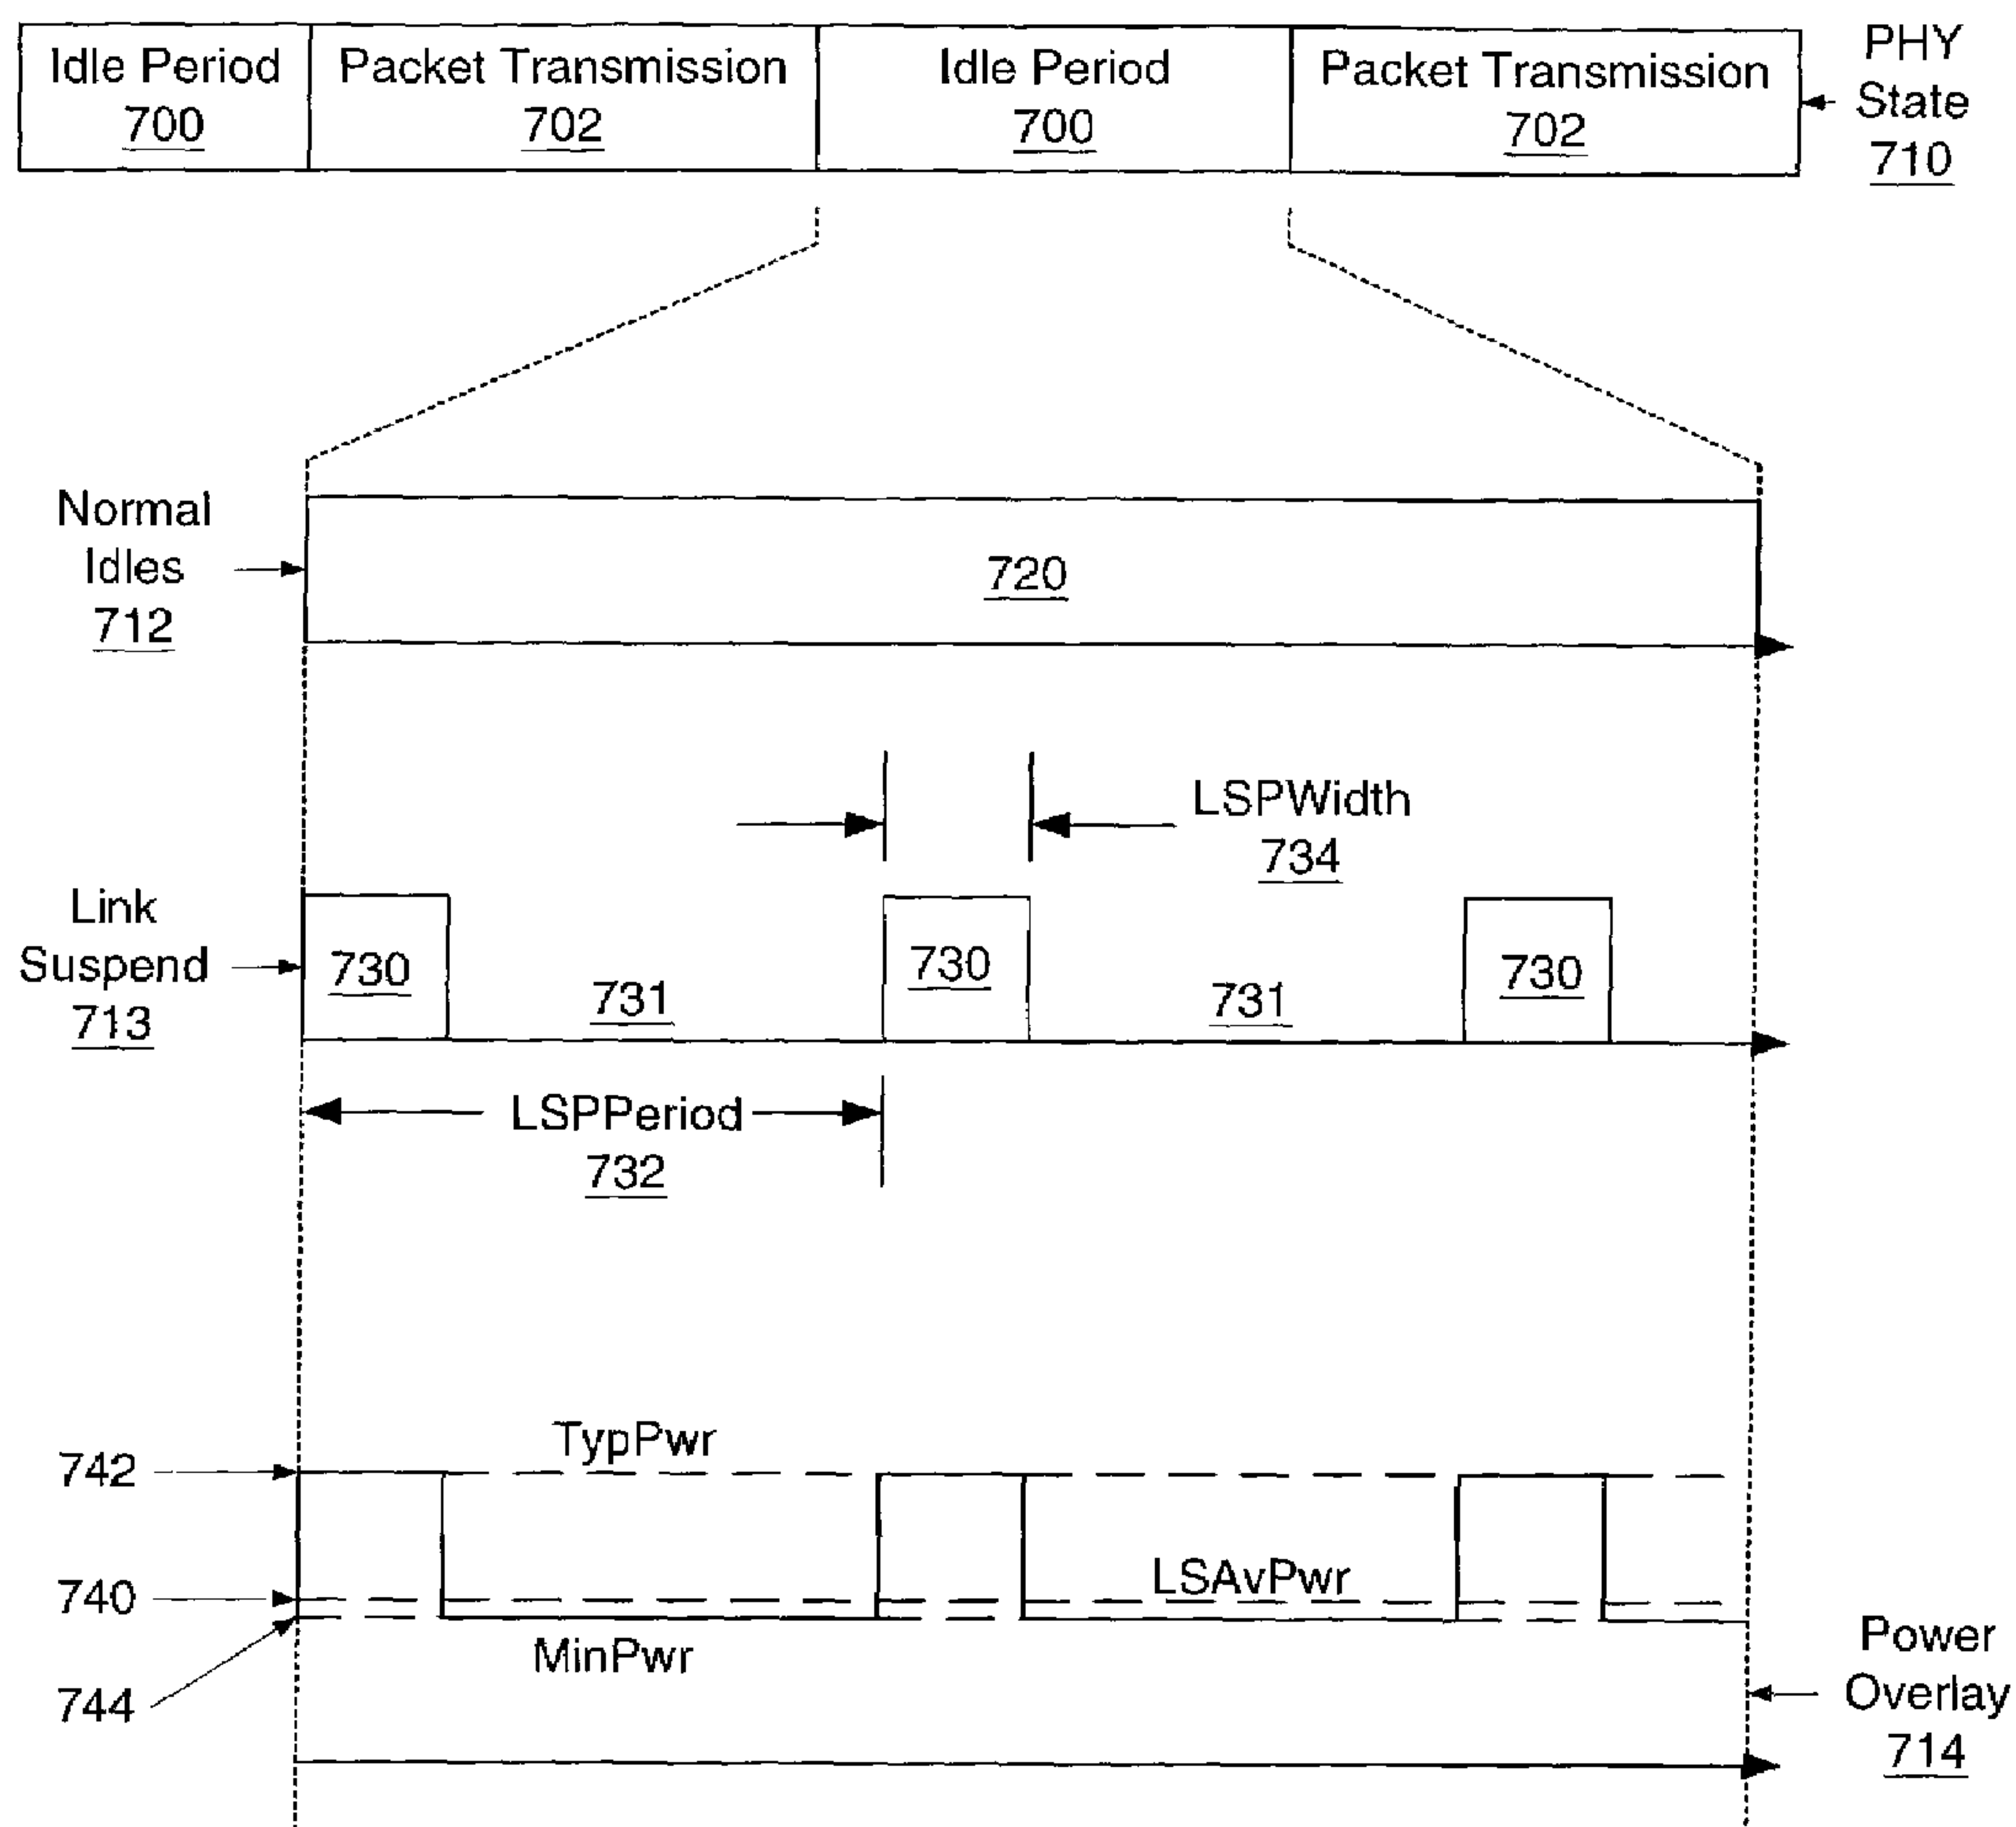 Idle Period
700
Packet Transmission
702
Idle Period
700
Packet Transmission
702
PHY
State
710
Normal
Idles
712
720
LSPWidth
734
Link
Suspend
713
730
731
730
731
730
LSPPeriod
732
742
TypPwr
740
LSAvPwr
744
MinPwr
Power
Overlay
714